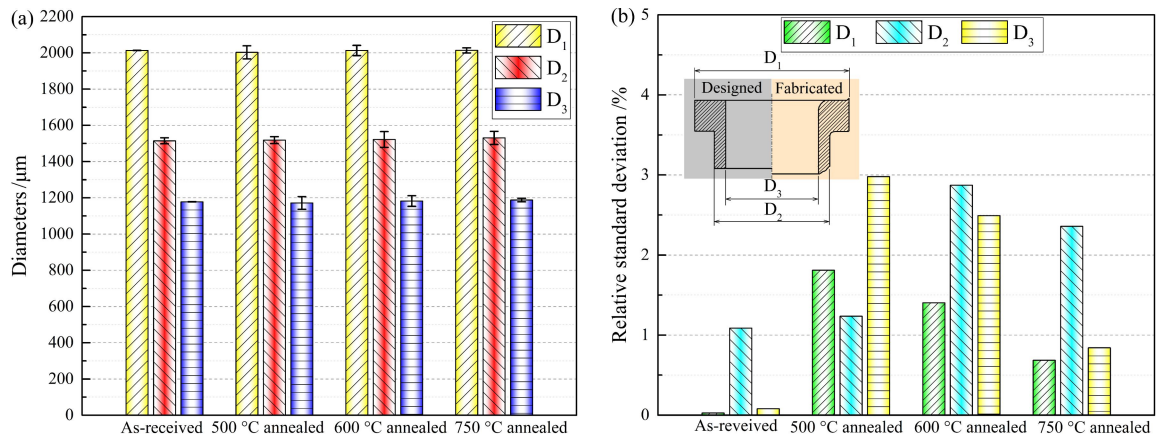 (a)
2200
2000
1800
1600
1400
1200
1000
800
600
400
200
0
Diameters /μm
D₁
D₂
D₃
As-received 500 °C annealed 600 °C annealed 750 °C annealed
(b)
5
4
3
2
1
0
Relative standard deviation /%
D₁ D₂ D₃
D₁
Designed Fabricated
D₃
D₂
As-reveived 500 °C annealed 600 °C annealed 750 °C annealed